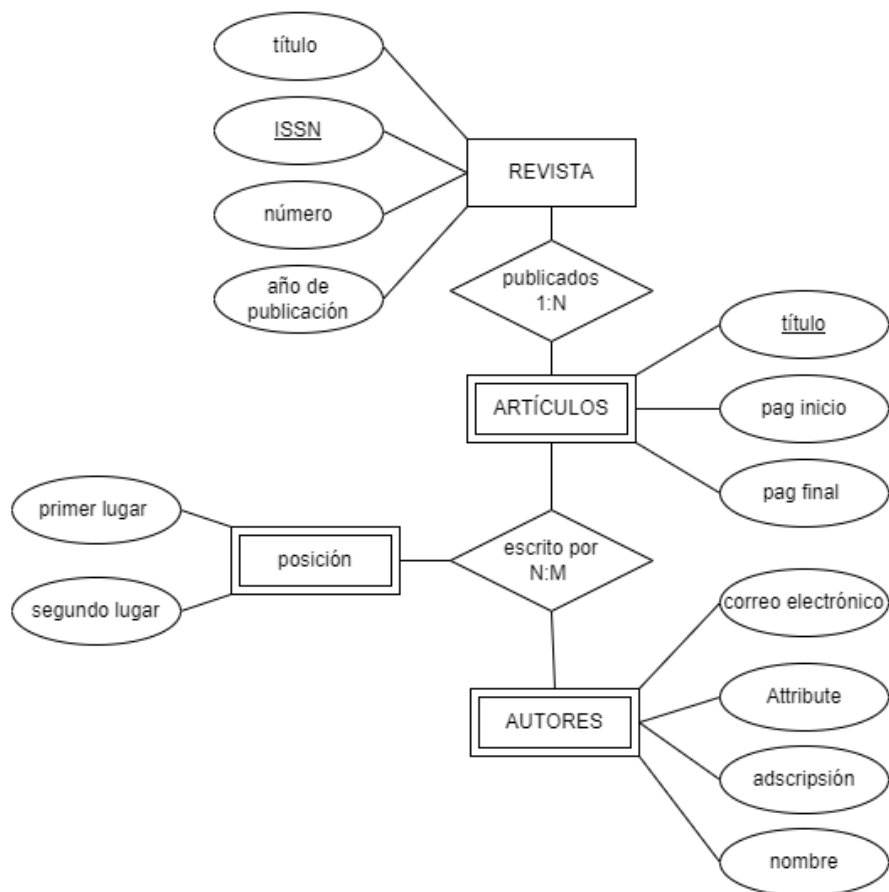 título
ISSN
REVISTA
número
año de
publicación
publicados
1:N
título
ARTÍCULOS
pag inicio
pag final
primer lugar
escrito por
N:M
posición
segundo lugar
correo electrónico
Attribute
AUTORES
adscripsión
nombre